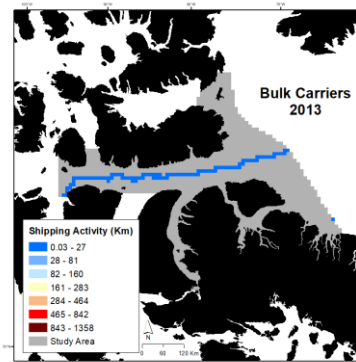 Bulk Carriers
2013
Shipping Activity (Km)
0.03 - 27
28 - 81
82 - 160
161 - 283
284 - 464
465 - 842
843 - 1358
Study Area
N
0 60 120 Km